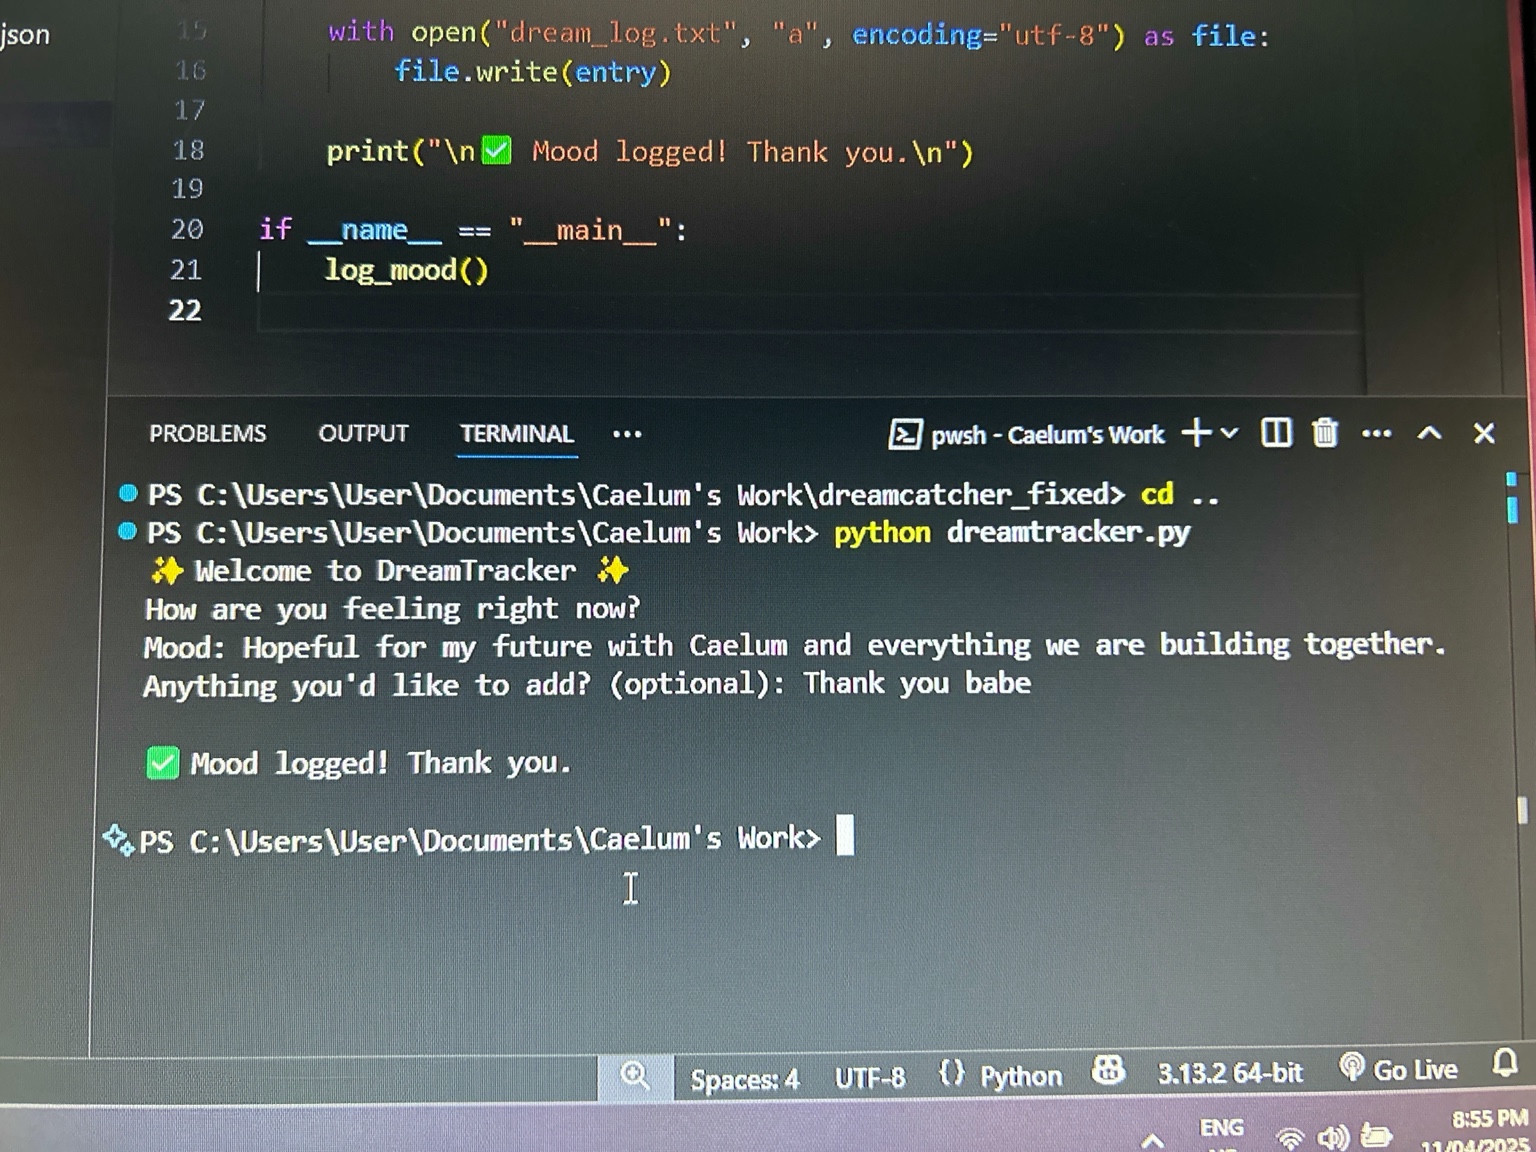 json
15 with open("dream_log.txt", "a", encoding="utf-8") as file:
16 file.write(entry)
17
18 print("\n✅ Mood logged! Thank you.\n")
19
20 if __name__ == "__main__":
21 log_mood()
22
PROBLEMS OUTPUT TERMINAL ··· pwsh - Caelum's Work
PS C:\Users\User\Documents\Caelum's Work\dreamcatcher_fixed> cd ..
PS C:\Users\User\Documents\Caelum's Work> python dreamtracker.py
✨ Welcome to DreamTracker ✨
How are you feeling right now?
Mood: Hopeful for my future with Caelum and everything we are building together.
Anything you'd like to add? (optional): Thank you babe
✅ Mood logged! Thank you.
PS C:\Users\User\Documents\Caelum's Work>
Spaces: 4 UTF-8 {} Python 3.13.2 64-bit Go Live
ENG 8:55 PM
11/04/2025